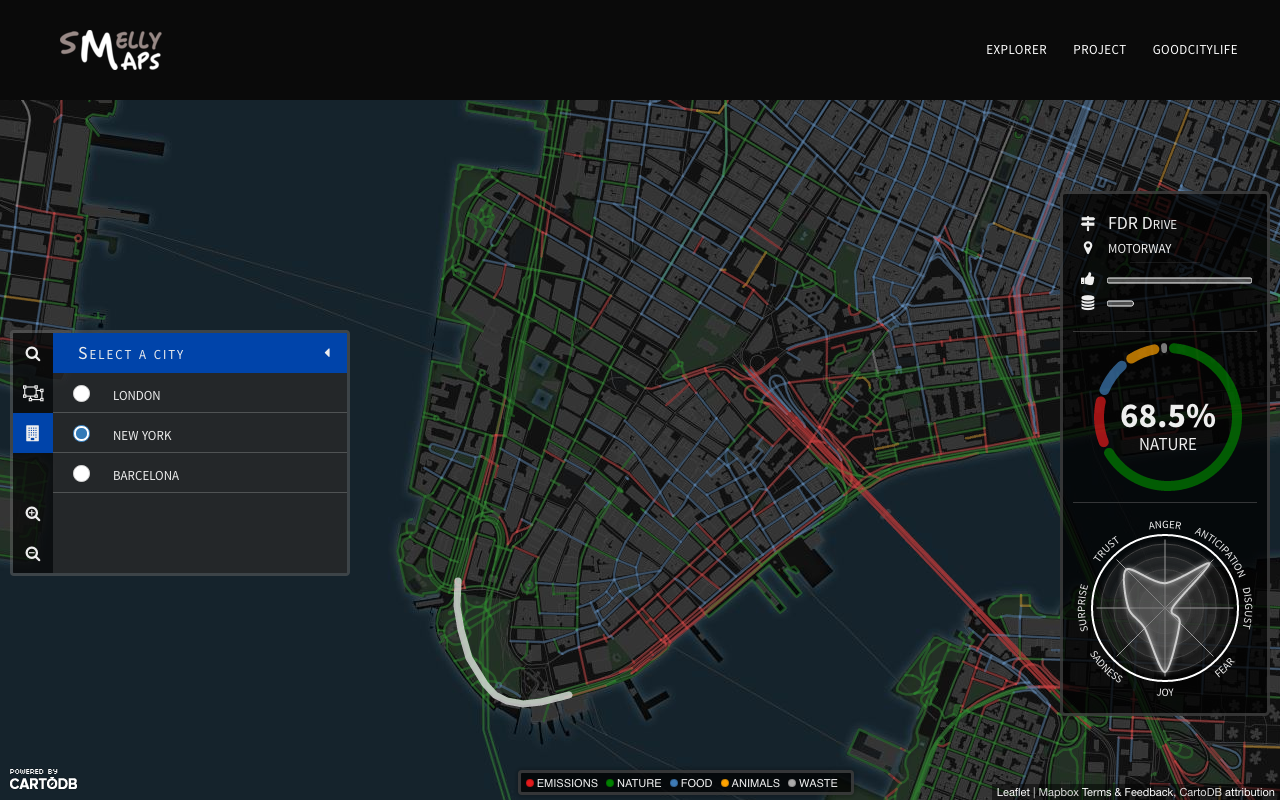 SMELLY
MAPS
EXPLORER PROJECT GOODCITYLIFE
FDR DRIVE
MOTORWAY
SELECT A CITY
LONDON
NEW YORK
BARCELONA
68.5%
NATURE
ANGER
ANTICIPATION
DISGUST
FEAR
JOY
SADNESS
SURPRISE
TRUST
POWERED BY
CARTODB
EMISSIONS NATURE FOOD ANIMALS WASTE
Leaflet | Mapbox Terms & Feedback, CartoDB attribution